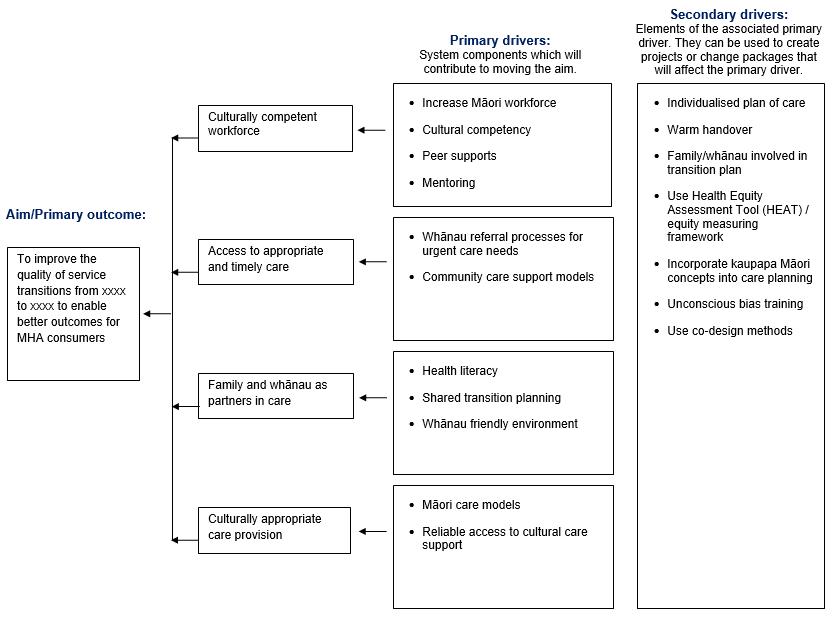 Aim/Primary outcome:
To improve the
quality of service
transitions from xxxx
to xxxx to enable
better outcomes for
MHA consumers
Culturally competent
workforce
Access to appropriate
and timely care
Family and whānau as
partners in care
Culturally appropriate
care provision
Primary drivers:
System components which will
contribute to moving the aim.
• Increase Māori workforce
• Cultural competency
• Peer supports
• Mentoring
• Whānau referral processes for
urgent care needs
• Community care support models
• Health literacy
• Shared transition planning
• Whānau friendly environment
• Māori care models
• Reliable access to cultural care
support
Secondary drivers:
Elements of the associated primary
driver. They can be used to create
projects or change packages that
will affect the primary driver.
• Individualised plan of care
• Warm handover
• Family/whānau involved in
transition plan
• Use Health Equity
Assessment Tool (HEAT) /
equity measuring
framework
• Incorporate kaupapa Māori
concepts into care planning
• Unconscious bias training
• Use co-design methods